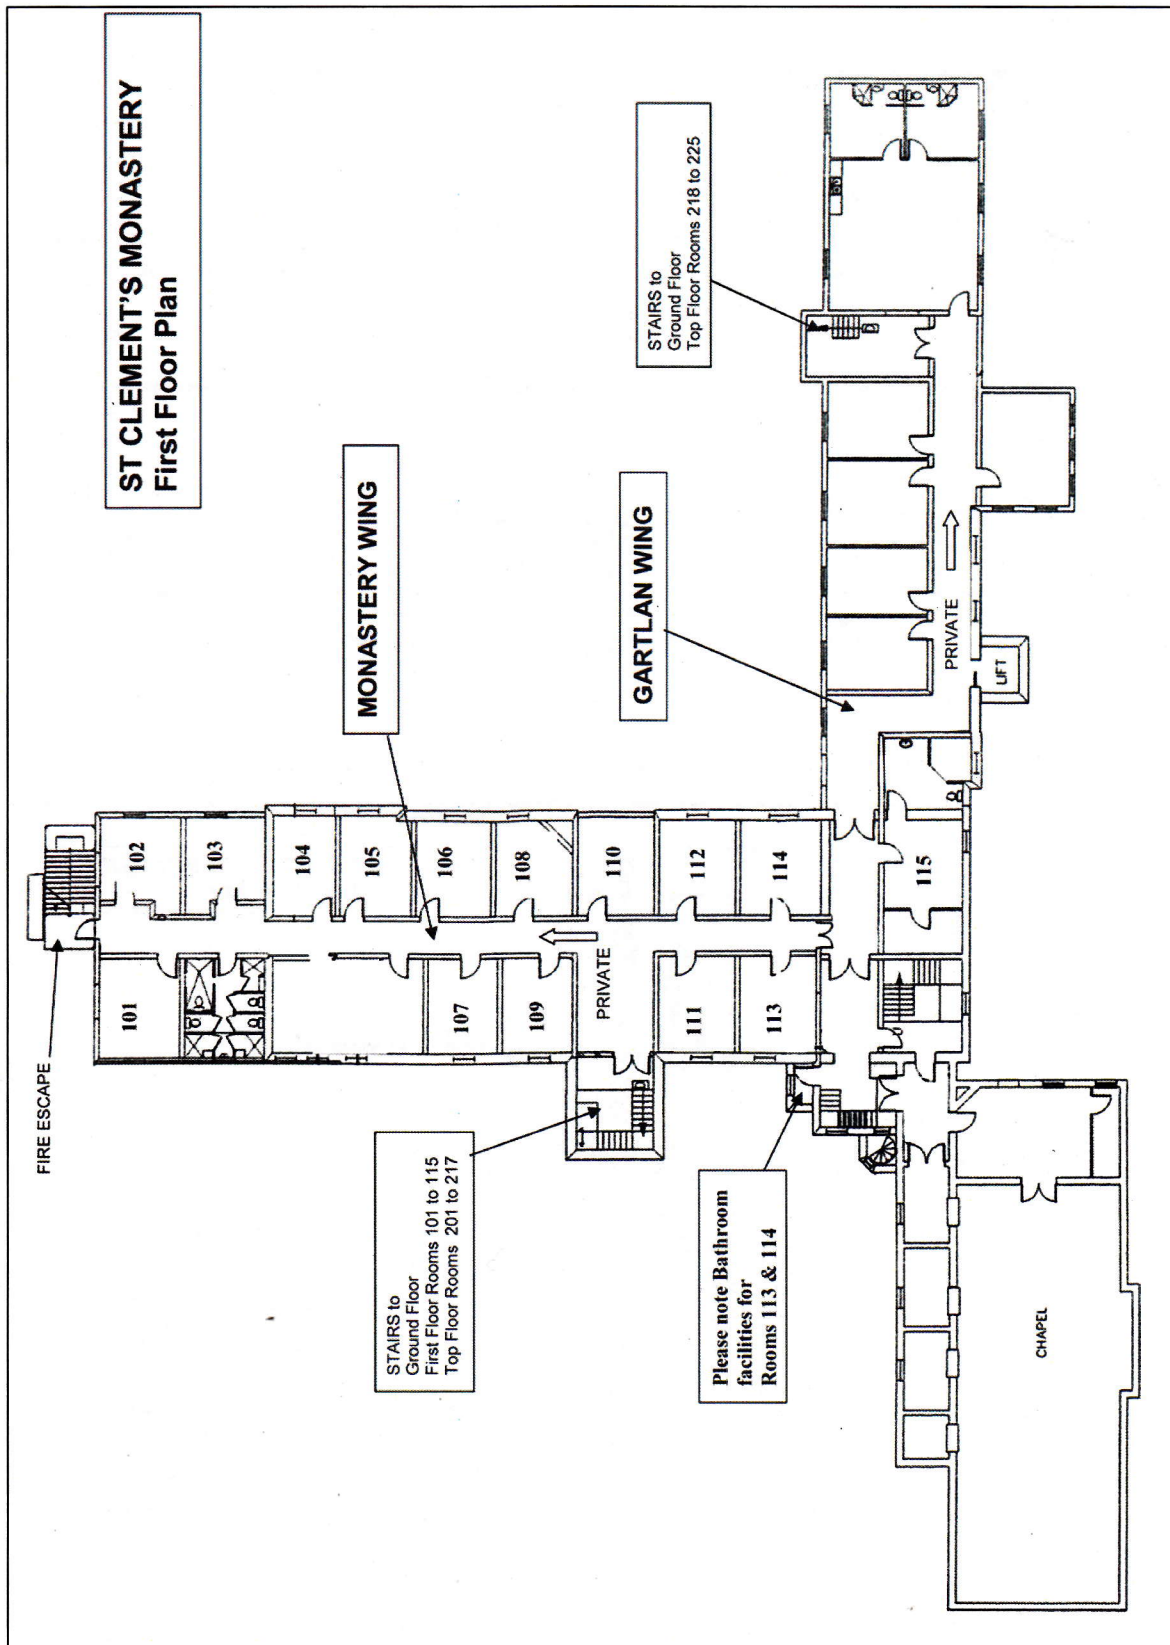 ST CLEMENT'S MONASTERY
First Floor Plan
FIRE ESCAPE
MONASTERY WING
GARTLAN WING
STAIRS to
Ground Floor
Top Floor Rooms 218 to 225
STAIRS to
Ground Floor
First Floor Rooms 101 to 115
Top Floor Rooms 201 to 217
Please note Bathroom
facilities for
Rooms 113 & 114
101
102
103
104
105
106
107
108
109
110
111
112
113
114
115
PRIVATE
PRIVATE
LIFT
CHAPEL